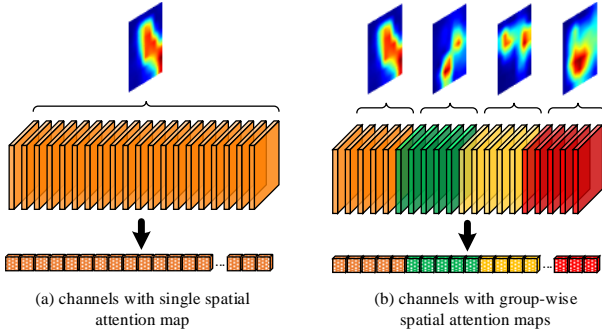 (a) channels with single spatial
attention map
(b) channels with group-wise
spatial attention maps